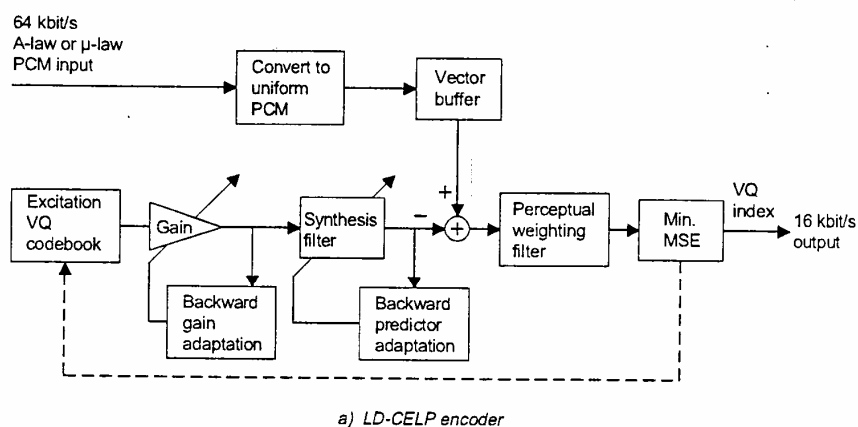 64 kbit/s
A-law or μ-law
PCM input
Convert to
uniform
PCM
Vector
buffer
+
Excitation
VQ
codebook
Gain
Synthesis
filter
−
+
Perceptual
weighting
filter
Min.
MSE
VQ
index
16 kbit/s
output
Backward
gain
adaptation
Backward
predictor
adaptation
a) LD-CELP encoder